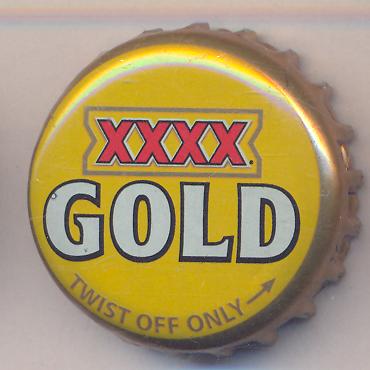 XXXX
GOLD
TWIST OFF ONLY →